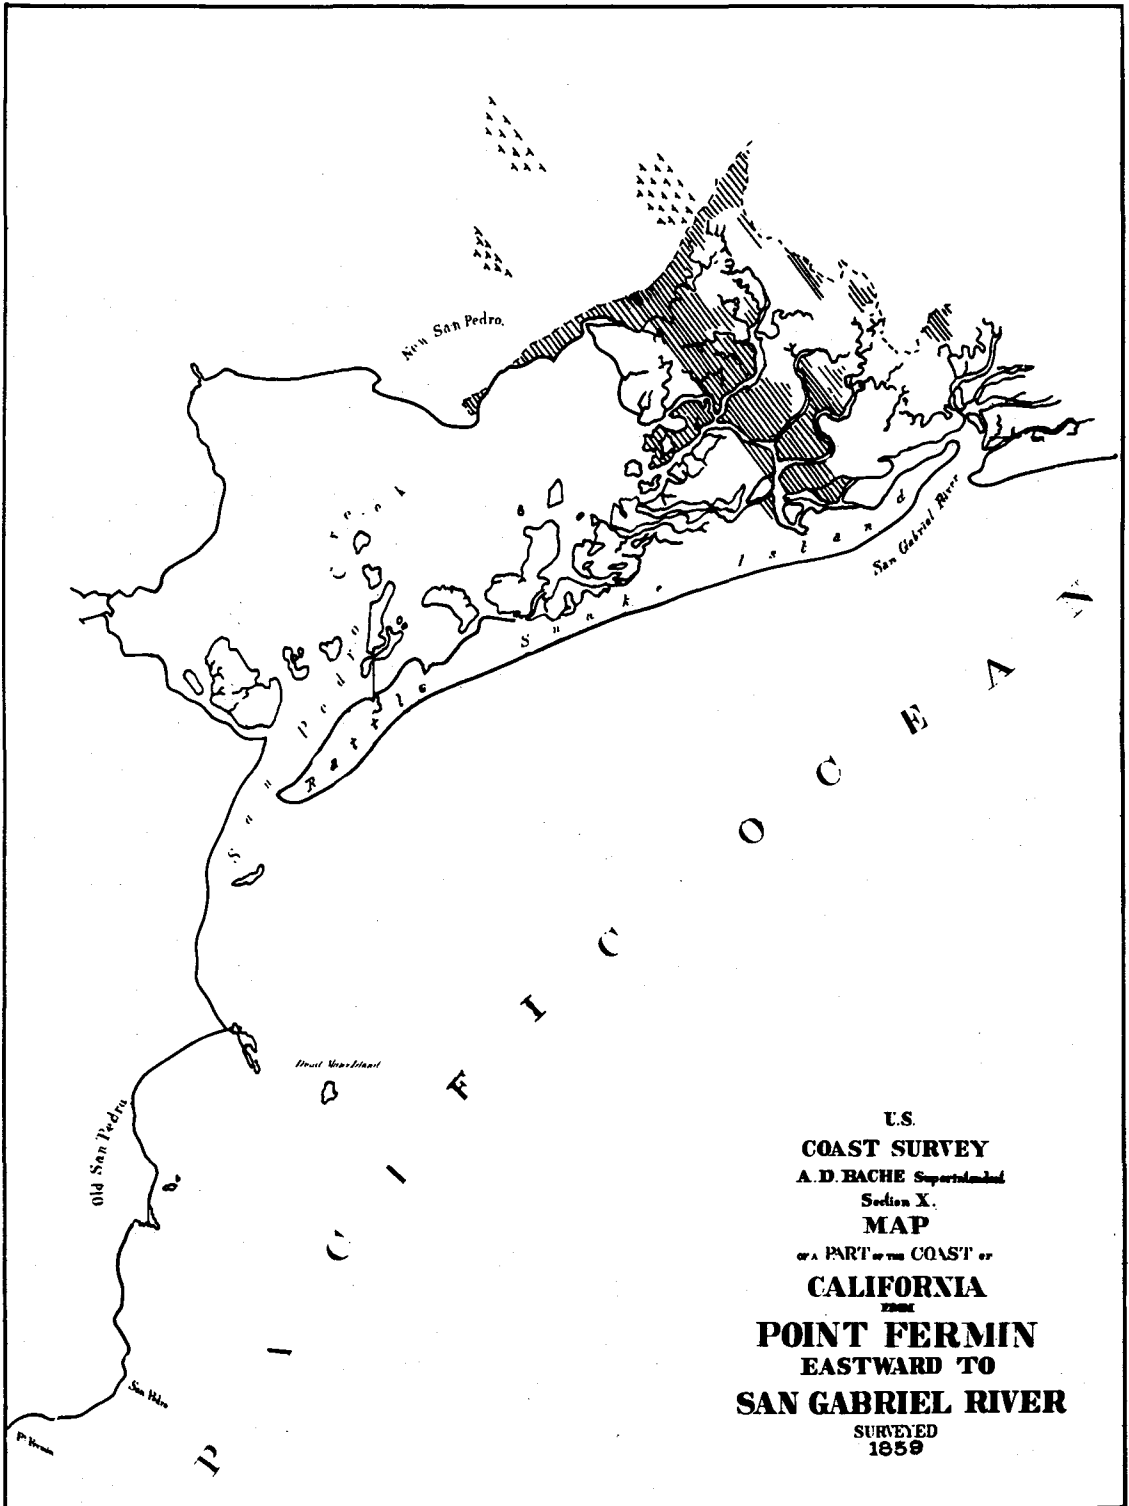 New San Pedro.
San Pedro Creek
Rattle Snake Island
San Gabriel River
PACIFIC OCEAN
Island
Old San Pedro
San Pedro
Pt. Fermin
U.S.
COAST SURVEY
A. D. BACHE Superintendent
Section X.
MAP
OF A PART OF THE COAST OF
CALIFORNIA
FROM
POINT FERMIN
EASTWARD TO
SAN GABRIEL RIVER
SURVEYED
1859